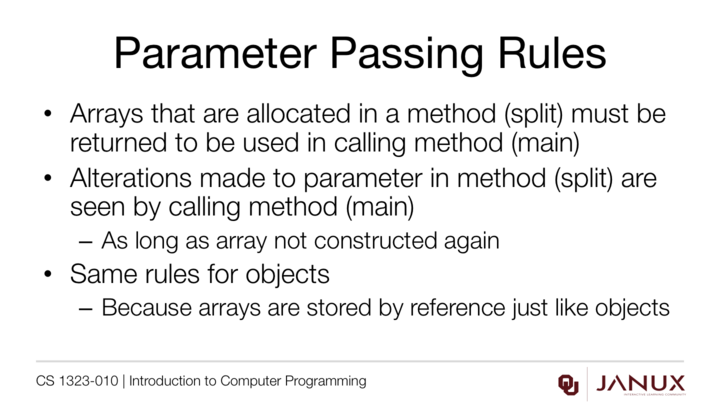 Parameter Passing Rules
• Arrays that are allocated in a method (split) must be
returned to be used in calling method (main)
• Alterations made to parameter in method (split) are
seen by calling method (main)
– As long as array not constructed again
• Same rules for objects
– Because arrays are stored by reference just like objects
CS 1323-010 | Introduction to Computer Programming
OU
JANUX
INTERACTIVE LEARNING COMMUNITY